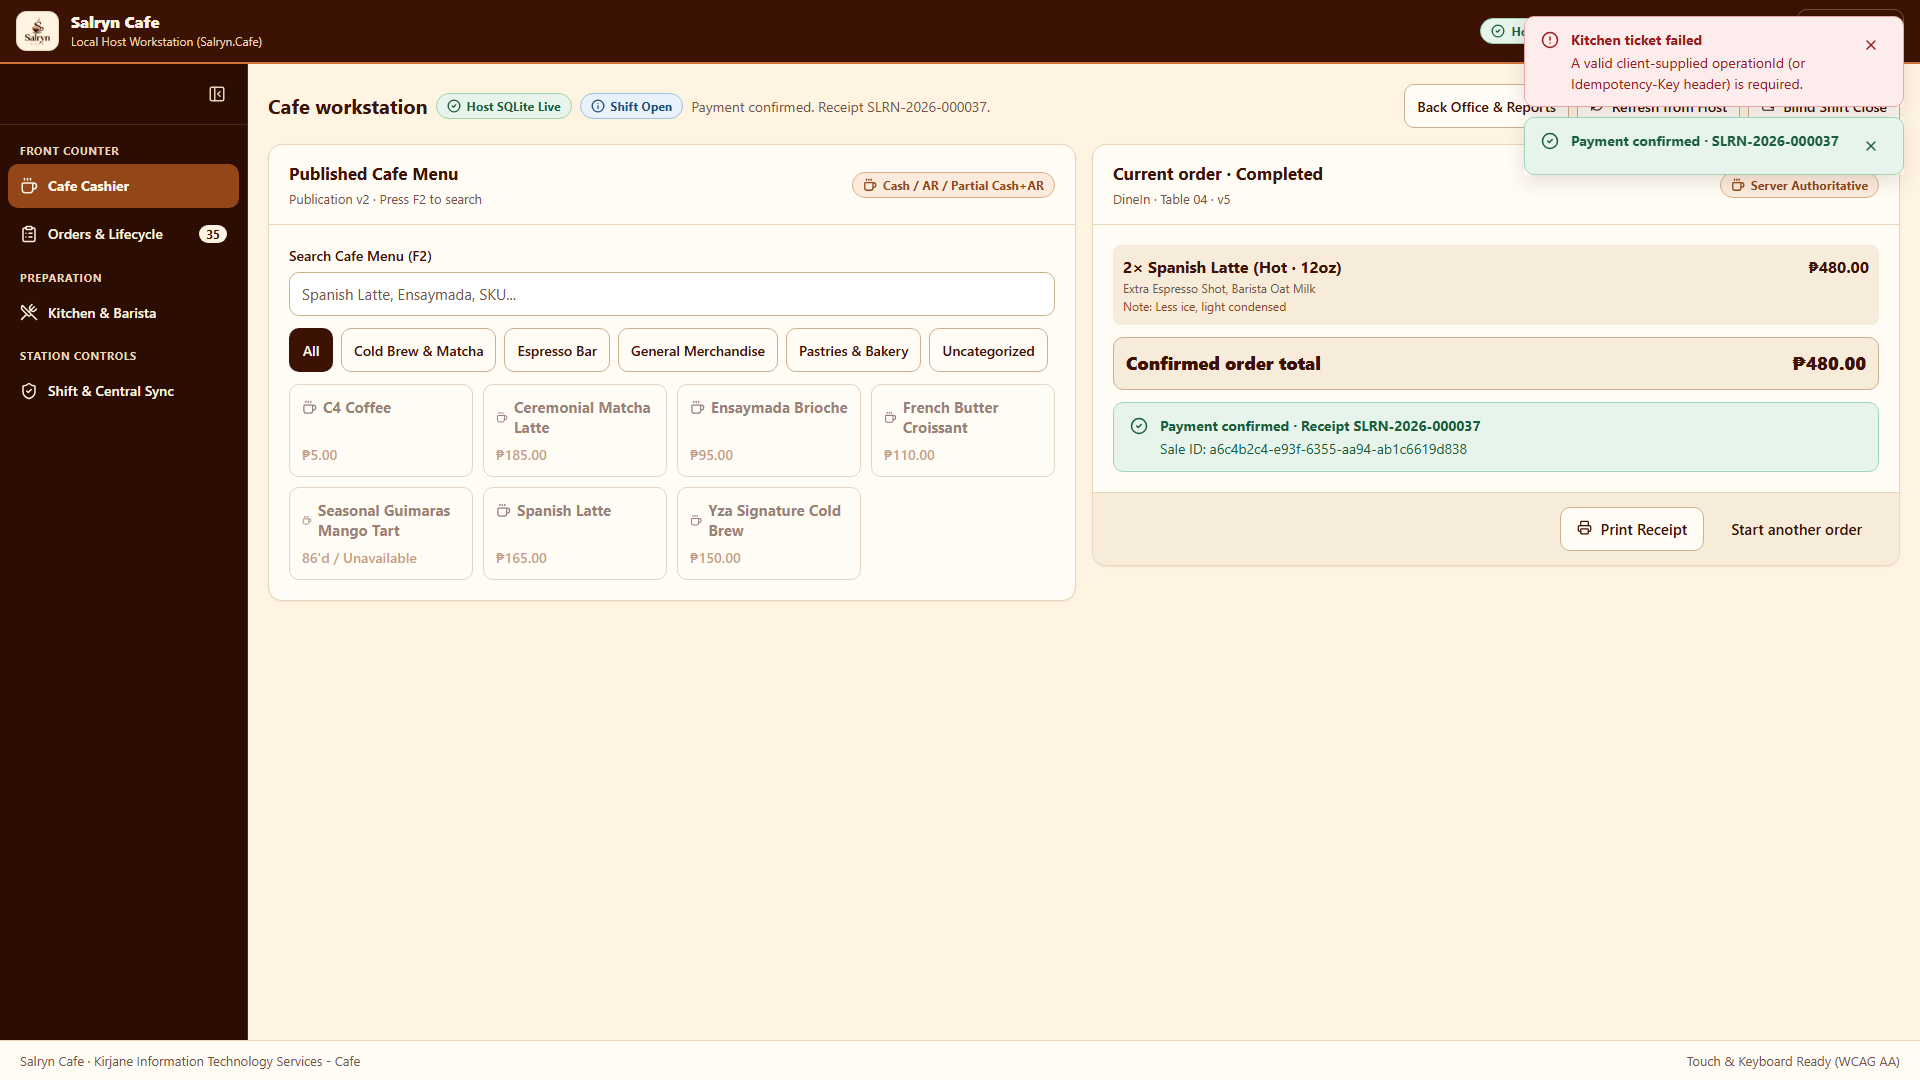 Salryn
Salryn Cafe
Local Host Workstation (Salryn.Cafe)
Kitchen ticket failed
A valid client-supplied operationId (or
Idempotency-Key header) is required.
Payment confirmed · SLRN-2026-000037
FRONT COUNTER
Cafe Cashier
Orders & Lifecycle
35
PREPARATION
Kitchen & Barista
STATION CONTROLS
Shift & Central Sync
Cafe workstation
Host SQLite Live
Shift Open
Payment confirmed. Receipt SLRN-2026-000037.
Back Office & Reports
Refresh from Host
Blind Shift Close
Published Cafe Menu
Publication v2 · Press F2 to search
Cash / AR / Partial Cash+AR
Search Cafe Menu (F2)
Spanish Latte, Ensaymada, SKU...
All
Cold Brew & Matcha
Espresso Bar
General Merchandise
Pastries & Bakery
Uncategorized
C4 Coffee
₱5.00
Ceremonial Matcha
Latte
₱185.00
Ensaymada Brioche
₱95.00
French Butter
Croissant
₱110.00
Seasonal Guimaras
Mango Tart
86'd / Unavailable
Spanish Latte
₱165.00
Yza Signature Cold
Brew
₱150.00
Current order · Completed
DineIn · Table 04 · v5
Server Authoritative
2× Spanish Latte (Hot · 12oz)
₱480.00
Extra Espresso Shot, Barista Oat Milk
Note: Less ice, light condensed
Confirmed order total
₱480.00
Payment confirmed · Receipt SLRN-2026-000037
Sale ID: a6c4b2c4-e93f-6355-aa94-ab1c6619d838
Print Receipt
Start another order
Salryn Cafe · Kirjane Information Technology Services - Cafe
Touch & Keyboard Ready (WCAG AA)